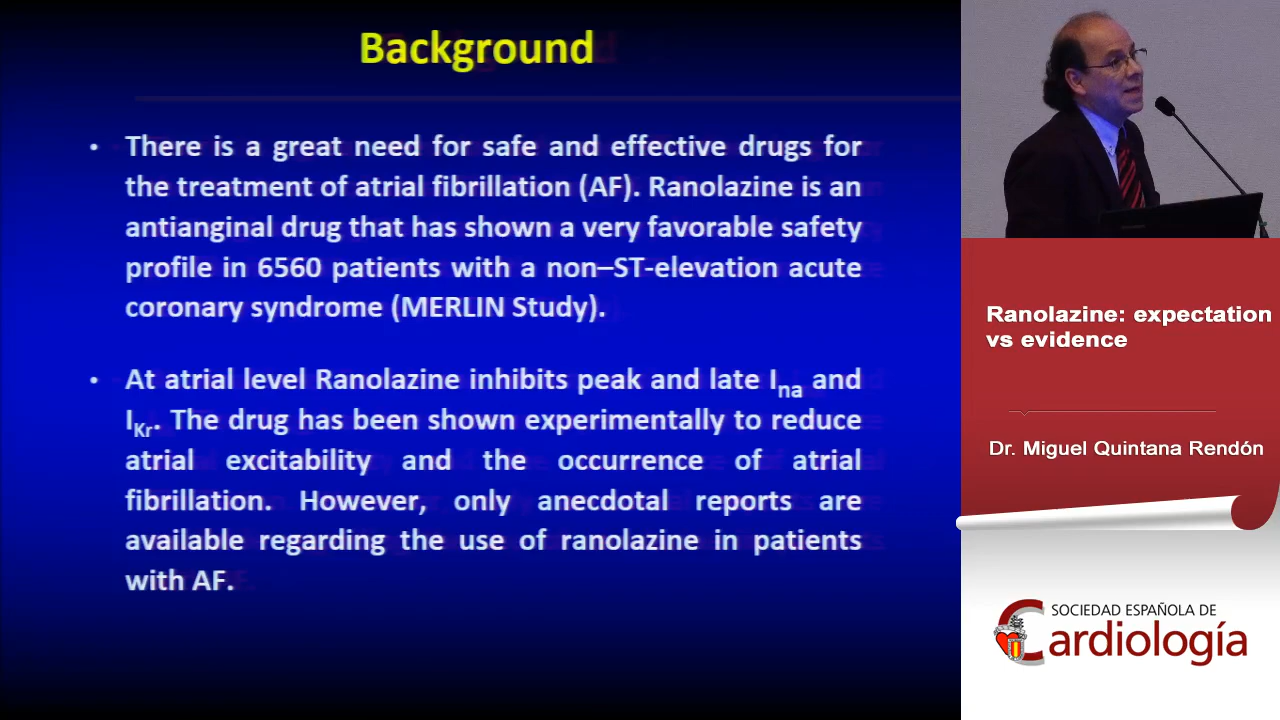 Background
• There is a great need for safe and effective drugs for
the treatment of atrial fibrillation (AF). Ranolazine is an
antianginal drug that has shown a very favorable safety
profile in 6560 patients with a non–ST-elevation acute
coronary syndrome (MERLIN Study).
• At atrial level Ranolazine inhibits peak and late Ina and
IKr. The drug has been shown experimentally to reduce
atrial excitability and the occurrence of atrial
fibrillation. However, only anecdotal reports are
available regarding the use of ranolazine in patients
with AF.
Ranolazine: expectation
vs evidence
Dr. Miguel Quintana Rendón
SOCIEDAD ESPAÑOLA DE
Cardiología